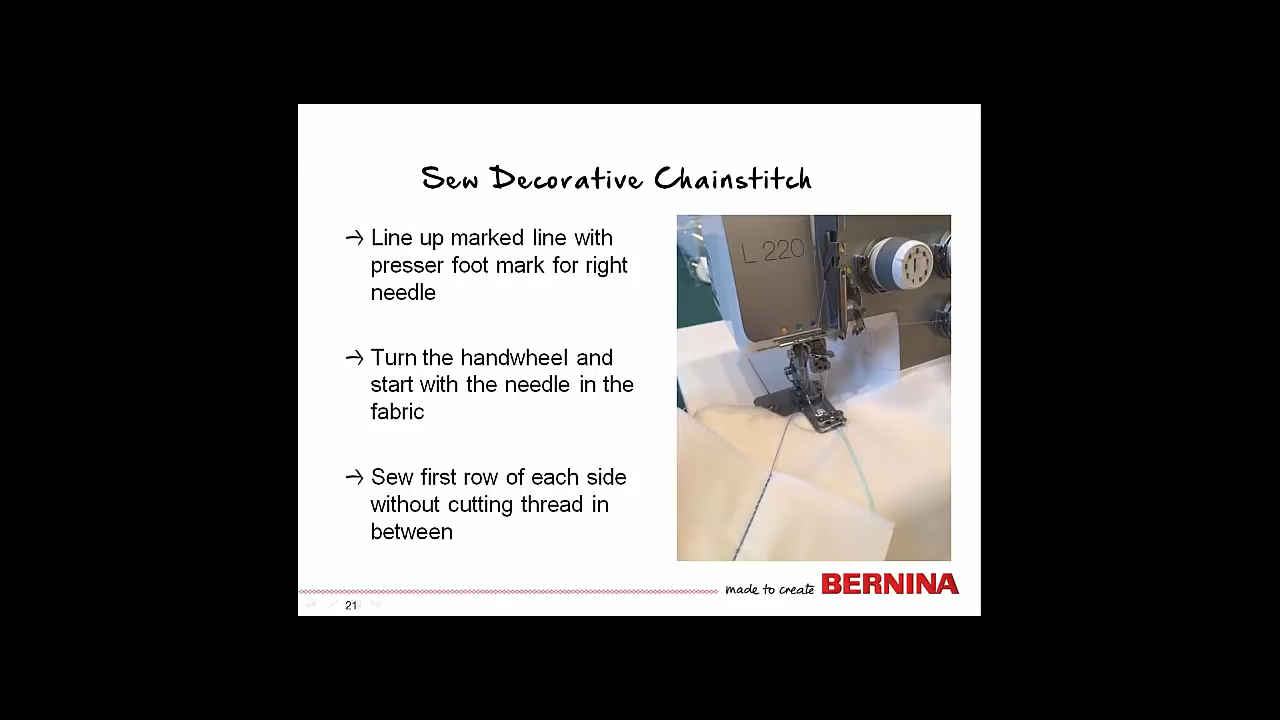 Sew Decorative Chainstitch
→ Line up marked line with
presser foot mark for right
needle
→ Turn the handwheel and
start with the needle in the
fabric
→ Sew first row of each side
without cutting thread in
between
L 220
made to create BERNINA
21